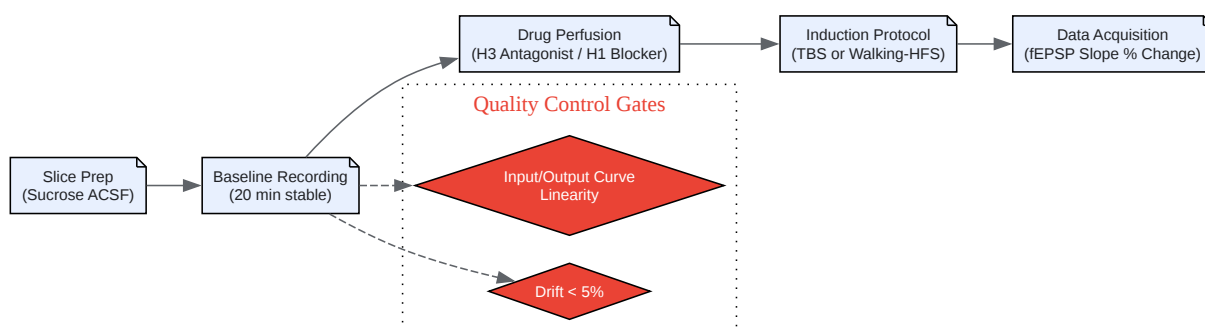 Drug Perfusion
(H3 Antagonist / H1 Blocker)
Induction Protocol
(TBS or Walking-HFS)
Data Acquisition
(fEPSP Slope % Change)
Quality Control Gates
Slice Prep
(Sucrose ACSF)
Baseline Recording
(20 min stable)
Input/Output Curve
Linearity
Drift < 5%